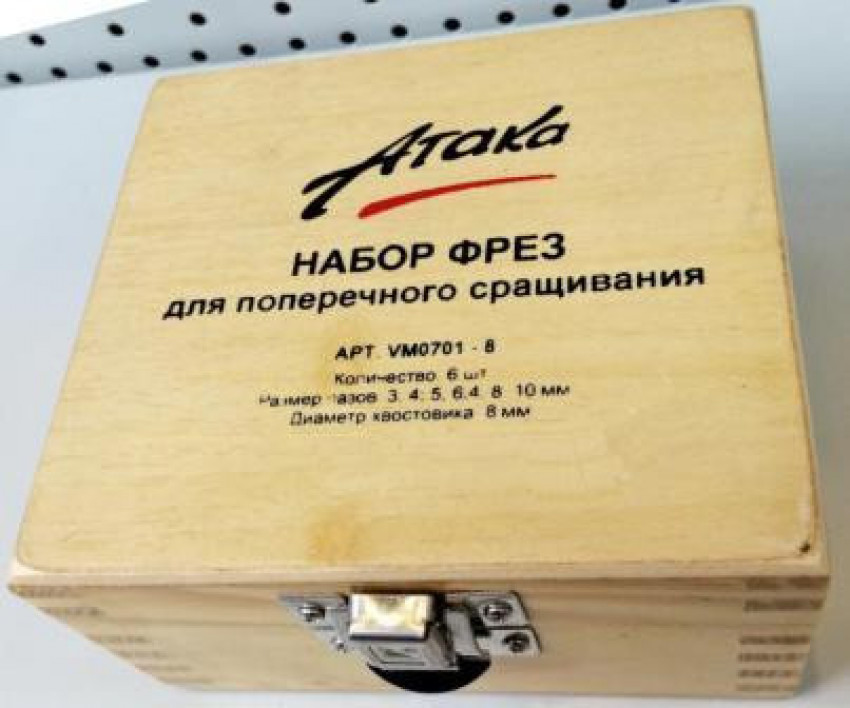 Атака
НАБОР ФРЕЗ
для поперечного сращивания
АРТ. VM0701 - 8
Количество 6 шт
Размер пазов 3, 4, 5, 6,4 8 10 мм
Диаметр хвостовика 8 мм